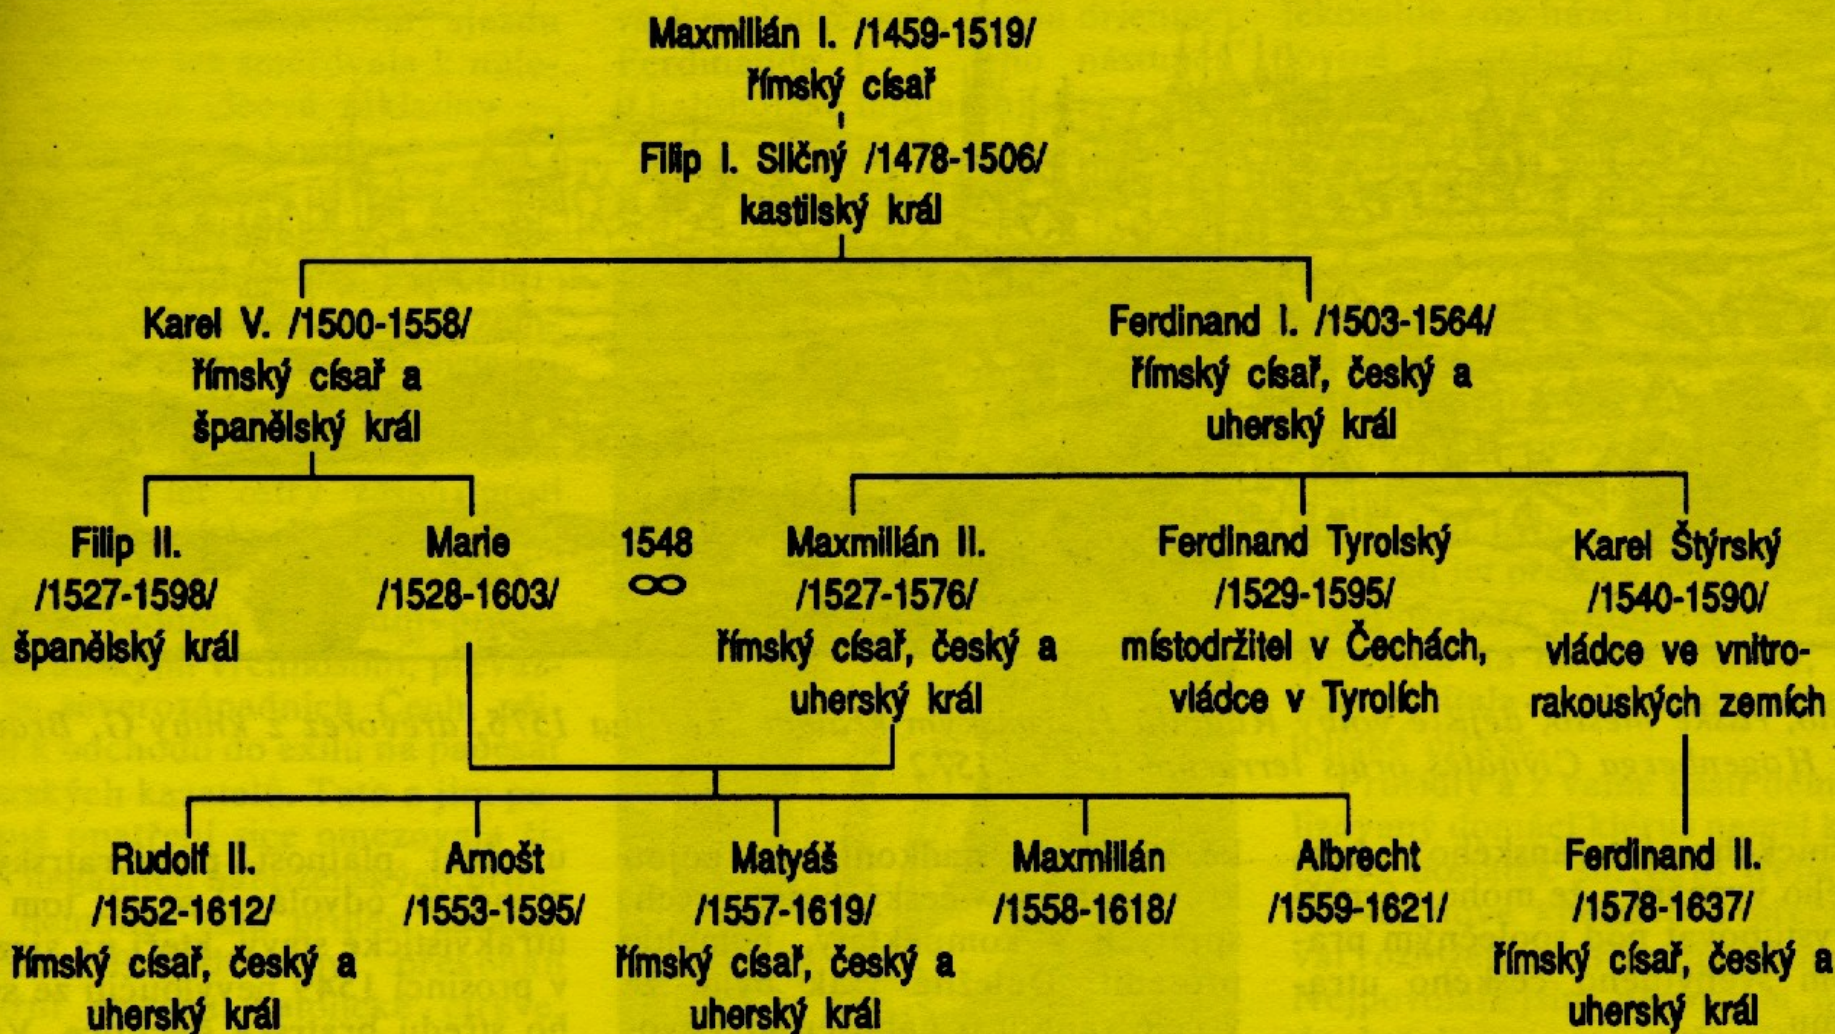 Maxmilián I. /1459-1519/
římský císař
Filip I. Sličný /1478-1506/
kastilský král
Karel V. /1500-1558/
římský císař a
španělský král
Ferdinand I. /1503-1564/
římský císař, český a
uherský král
Filip II.
/1527-1598/
španělský král
Marie
/1528-1603/
1548
∞
Maxmilián II.
/1527-1576/
římský císař, český a
uherský král
Ferdinand Tyrolský
/1529-1595/
místodržitel v Čechách,
vládce v Tyrolích
Karel Štýrský
/1540-1590/
vládce ve vnitro-
rakouských zemích
Rudolf II.
/1552-1612/
římský císař, český a
uherský král
Arnošt
/1553-1595/
Matyáš
/1557-1619/
římský císař, český a
uherský král
Maxmilián
/1558-1618/
Albrecht
/1559-1621/
Ferdinand II.
/1578-1637/
římský císař, český a
uherský král